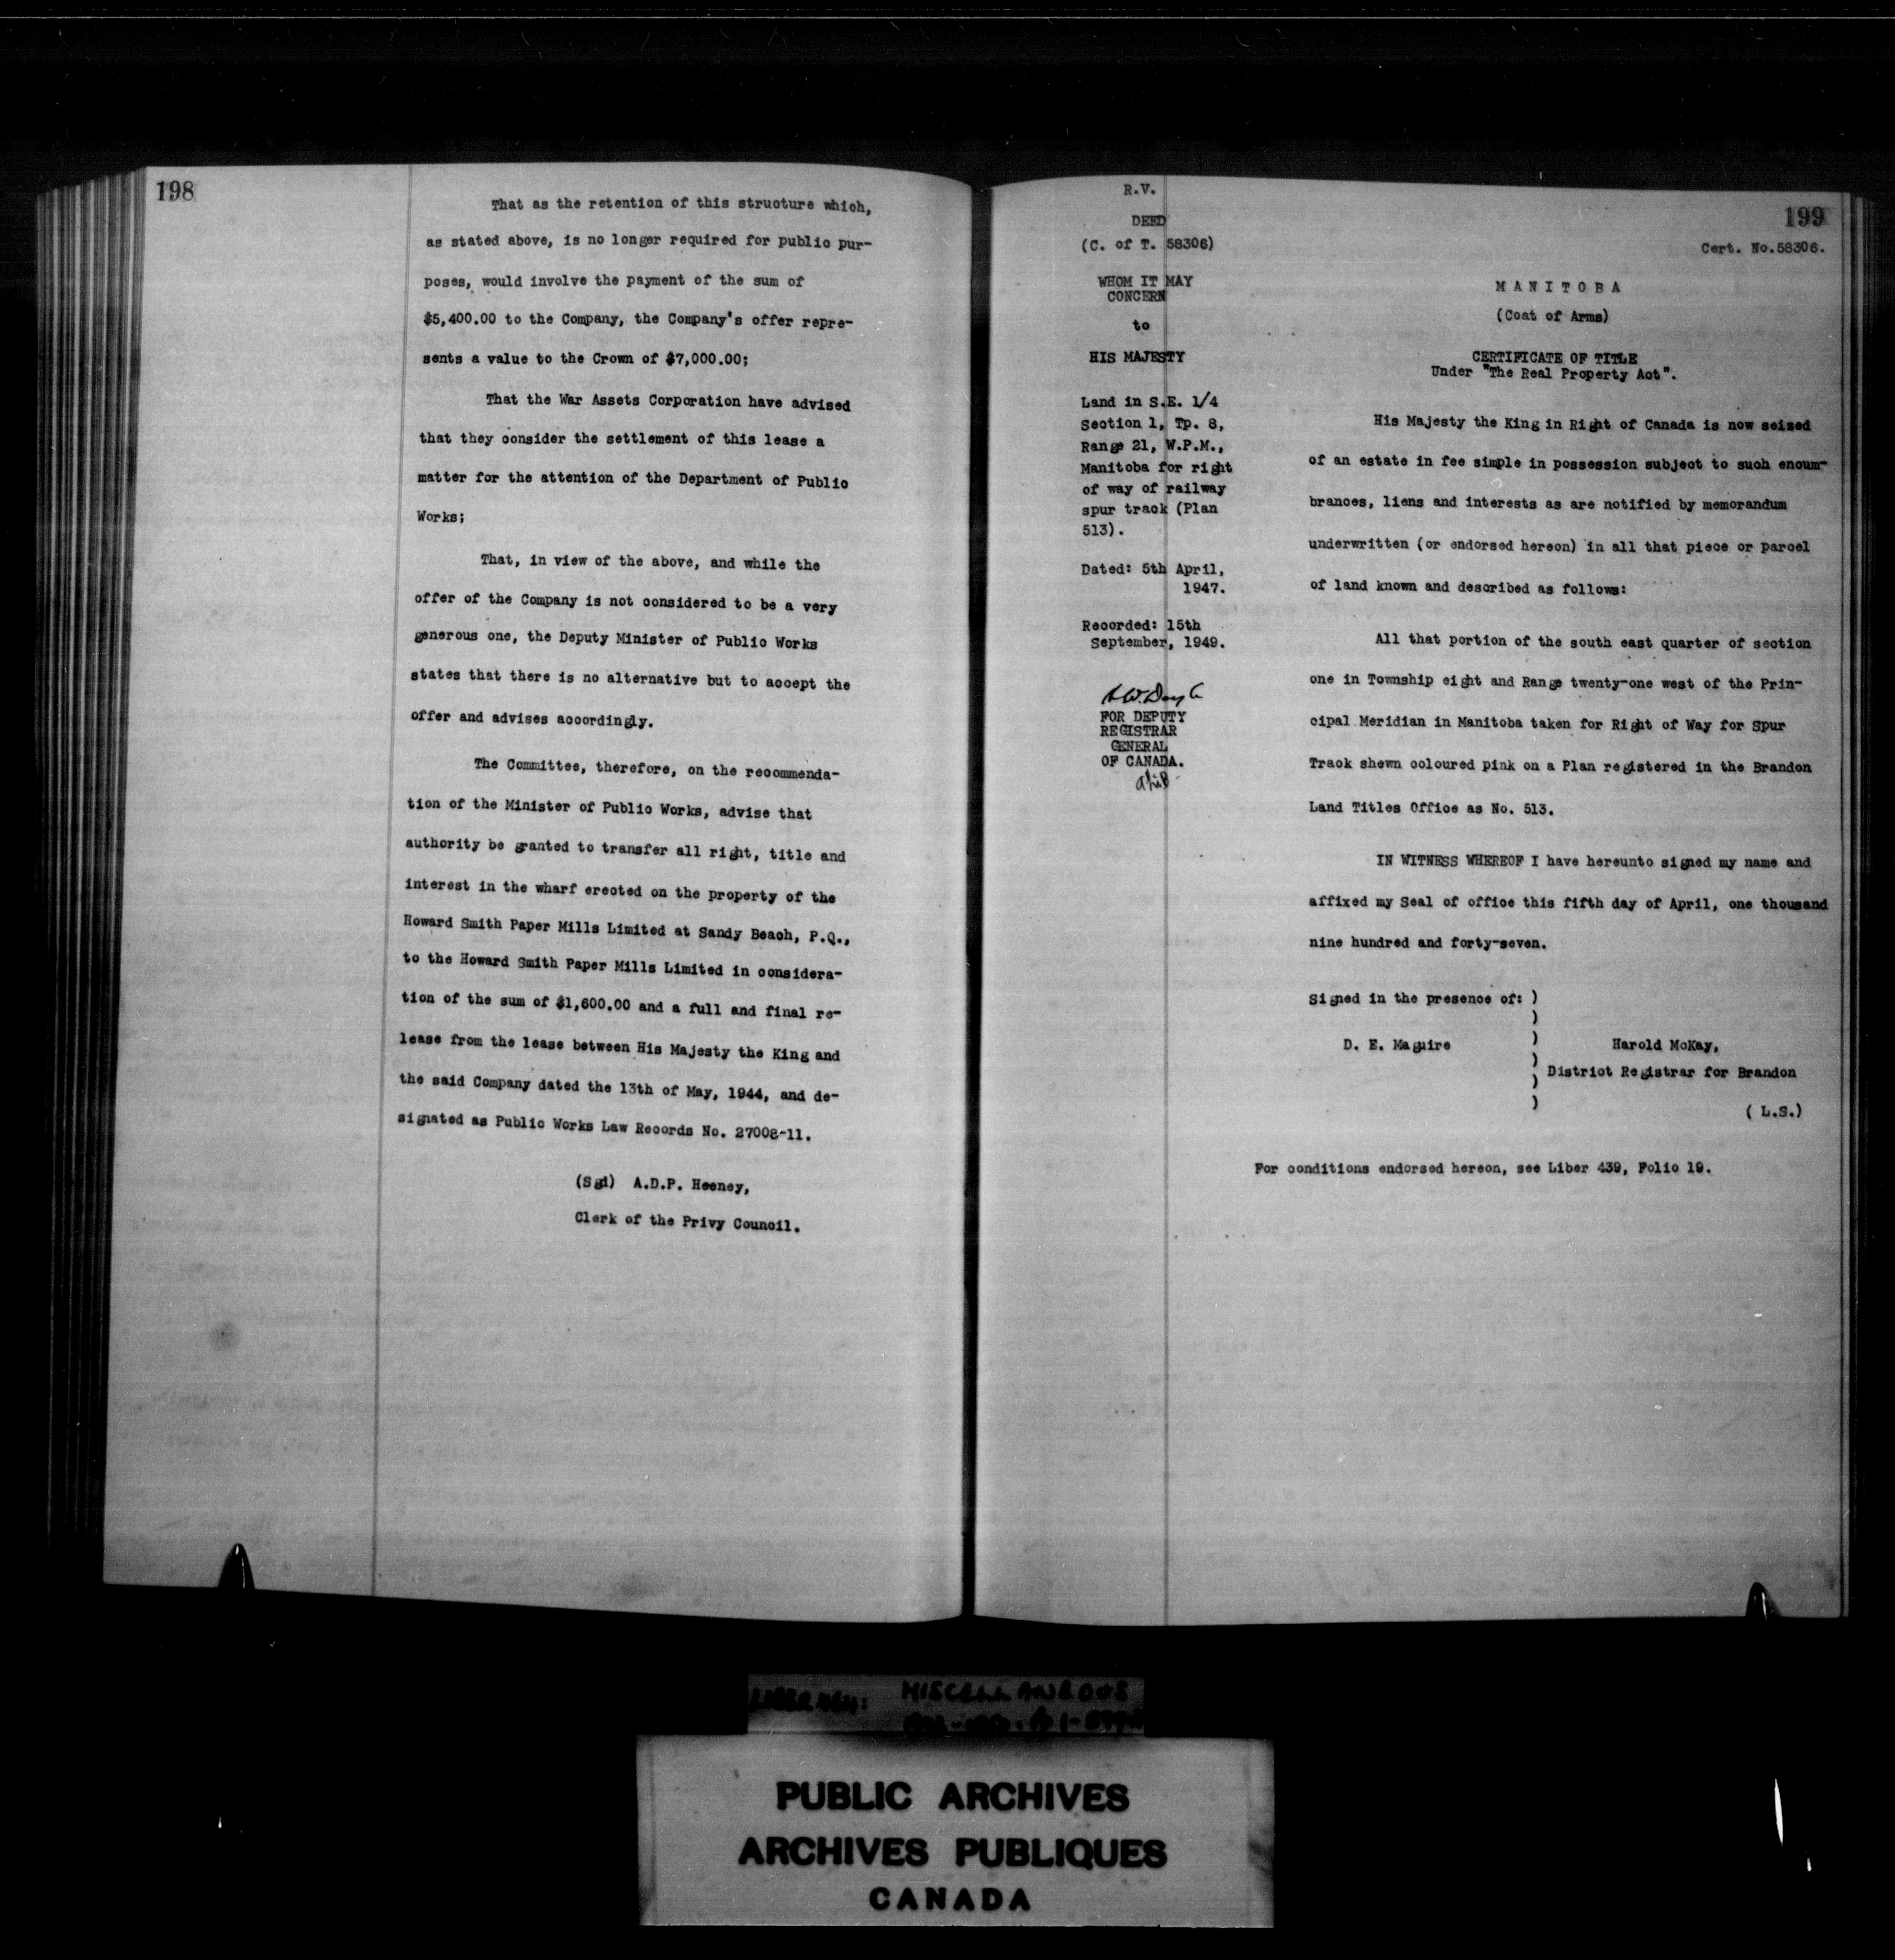 198
That as the retention of this structure which,
as stated above, is no longer required for public pur-
poses, would involve the payment of the sum of
$5,400.00 to the Company, the Company's offer repre-
sents a value to the Crown of $7,000.00;
That the War Assets Corporation have advised
that they consider the settlement of this lease a
matter for the attention of the Department of Public
Works;
That, in view of the above, and while the
offer of the Company is not considered to be a very
generous one, the Deputy Minister of Public Works
states that there is no alternative but to accept the
offer and advises accordingly.
The Committee, therefore, on the recommenda-
tion of the Minister of Public Works, advise that
authority be granted to transfer all right, title and
interest in the wharf erected on the property of the
Howard Smith Paper Mills Limited at Sandy Beach, P.Q.,
to the Howard Smith Paper Mills Limited in considera-
tion of the sum of $1,600.00 and a full and final re-
lease from the lease between His Majesty the King and
the said Company dated the 13th of May, 1944, and de-
signated as Public Works Law Records No. 27008-11.
(Sgd) A.D.P. Heeney,
Clerk of the Privy Council.
R.V.
DEED
(C. of T. 58306)
WHOM IT MAY
CONCERN
to
HIS MAJESTY
Land in S.E. 1/4
Section 1, Tp. 8,
Range 21, W.P.M.,
Manitoba for right
of way of railway
spur track (Plan
513).
Dated: 5th April,
1947.
Recorded: 15th
September, 1949.
FOR DEPUTY
REGISTRAR
GENERAL
OF CANADA.
199
Cert. No.58306.
MANITOBA
(Coat of Arms)
CERTIFICATE OF TITLE
Under "The Real Property Act".
His Majesty the King in Right of Canada is now seized
of an estate in fee simple in possession subject to such encum-
brances, liens and interests as are notified by memorandum
underwritten (or endorsed hereon) in all that piece or parcel
of land known and described as follows:
All that portion of the south east quarter of section
one in Township eight and Range twenty-one west of the Prin-
cipal Meridian in Manitoba taken for Right of Way for Spur
Track shewn coloured pink on a Plan registered in the Brandon
Land Titles Office as No. 513.
IN WITNESS WHEREOF I have hereunto signed my name and
affixed my Seal of office this fifth day of April, one thousand
nine hundred and forty-seven.
Signed in the presence of: )
)
D. E. Maguire ) Harold McKay,
)
) District Registrar for Brandon
) (L.S.)
For conditions endorsed hereon, see Liber 439, Folio 19.
LIBER 464: MISCELLANEOUS
PUBLIC ARCHIVES
ARCHIVES PUBLIQUES
CANADA